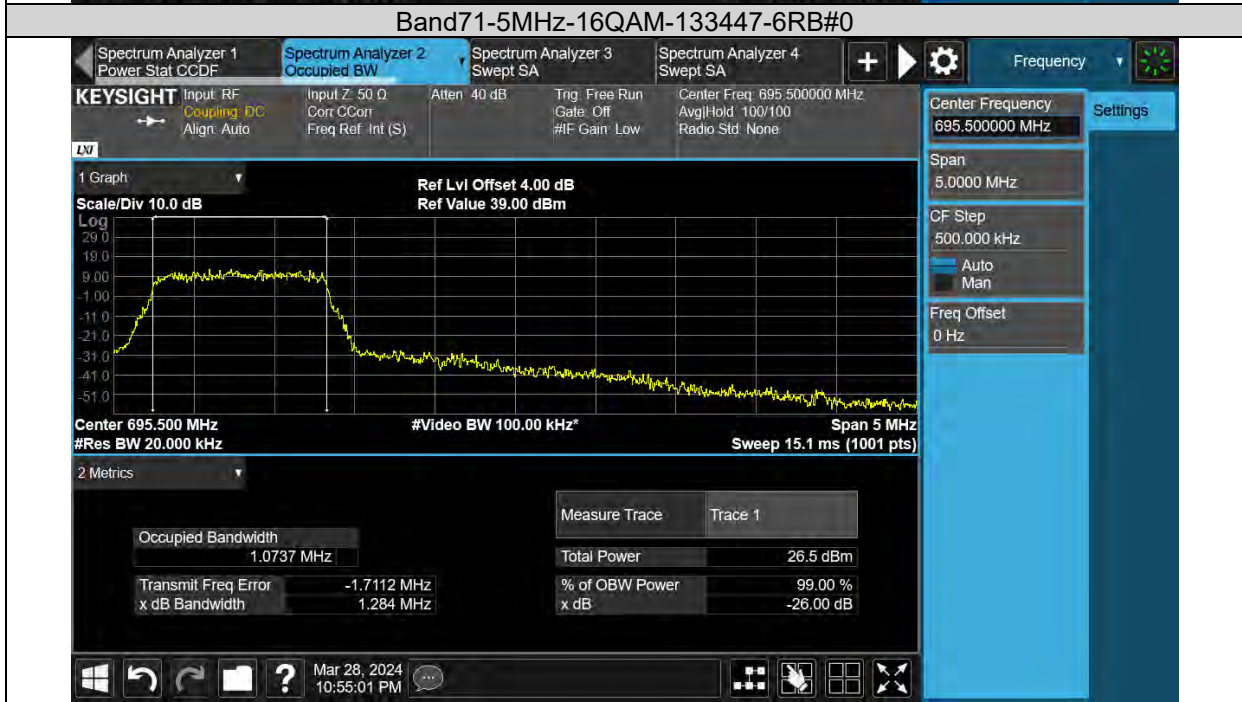 Band71-5MHz-16QAM-133447-6RB#0
Spectrum Analyzer 1
Power Stat CCDF
Spectrum Analyzer 2
Occupied BW
Spectrum Analyzer 3
Swept SA
Spectrum Analyzer 4
Swept SA
Frequency
KEYSIGHT
LXI
Input: RF
Coupling: DC
Align: Auto
Input Z: 50 Ω
Corr CCorr
Freq Ref: Int (S)
Atten: 40 dB
Trig: Free Run
Gate: Off
#IF Gain: Low
Center Freq: 695.500000 MHz
Avg|Hold: 100/100
Radio Std: None
Center Frequency
695.500000 MHz
Settings
Span
5.0000 MHz
CF Step
500.000 kHz
Auto
Man
Freq Offset
0 Hz
1 Graph
Scale/Div 10.0 dB
Ref Lvl Offset 4.00 dB
Ref Value 39.00 dBm
Log
29.0
19.0
9.00
-1.00
-11.0
-21.0
-31.0
-41.0
-51.0
Center 695.500 MHz
#Video BW 100.00 kHz*
Span 5 MHz
#Res BW 20.000 kHz
Sweep 15.1 ms (1001 pts)
2 Metrics
Measure Trace
Trace 1
Occupied Bandwidth
1.0737 MHz
Total Power
26.5 dBm
Transmit Freq Error
-1.7112 MHz
% of OBW Power
99.00 %
x dB Bandwidth
1.284 MHz
x dB
-26.00 dB
?
Mar 28, 2024
10:55:01 PM